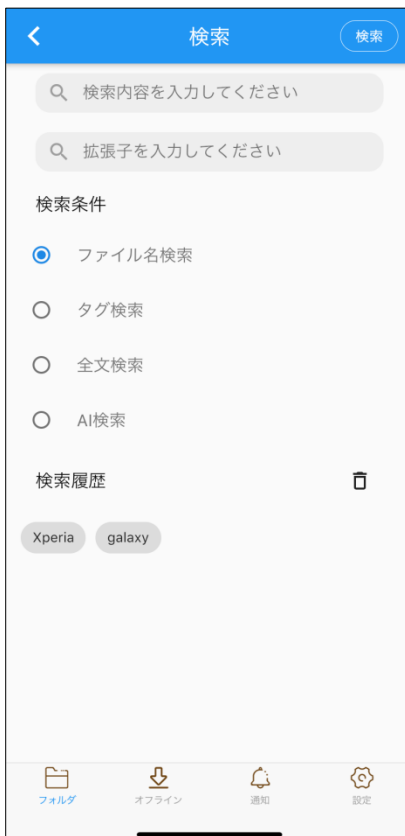 検索
検索
検索内容を入力してください
拡張子を入力してください
検索条件
ファイル名検索
タグ検索
全文検索
AI検索
検索履歴
Xperia galaxy
フォルダ オフライン 通知 設定